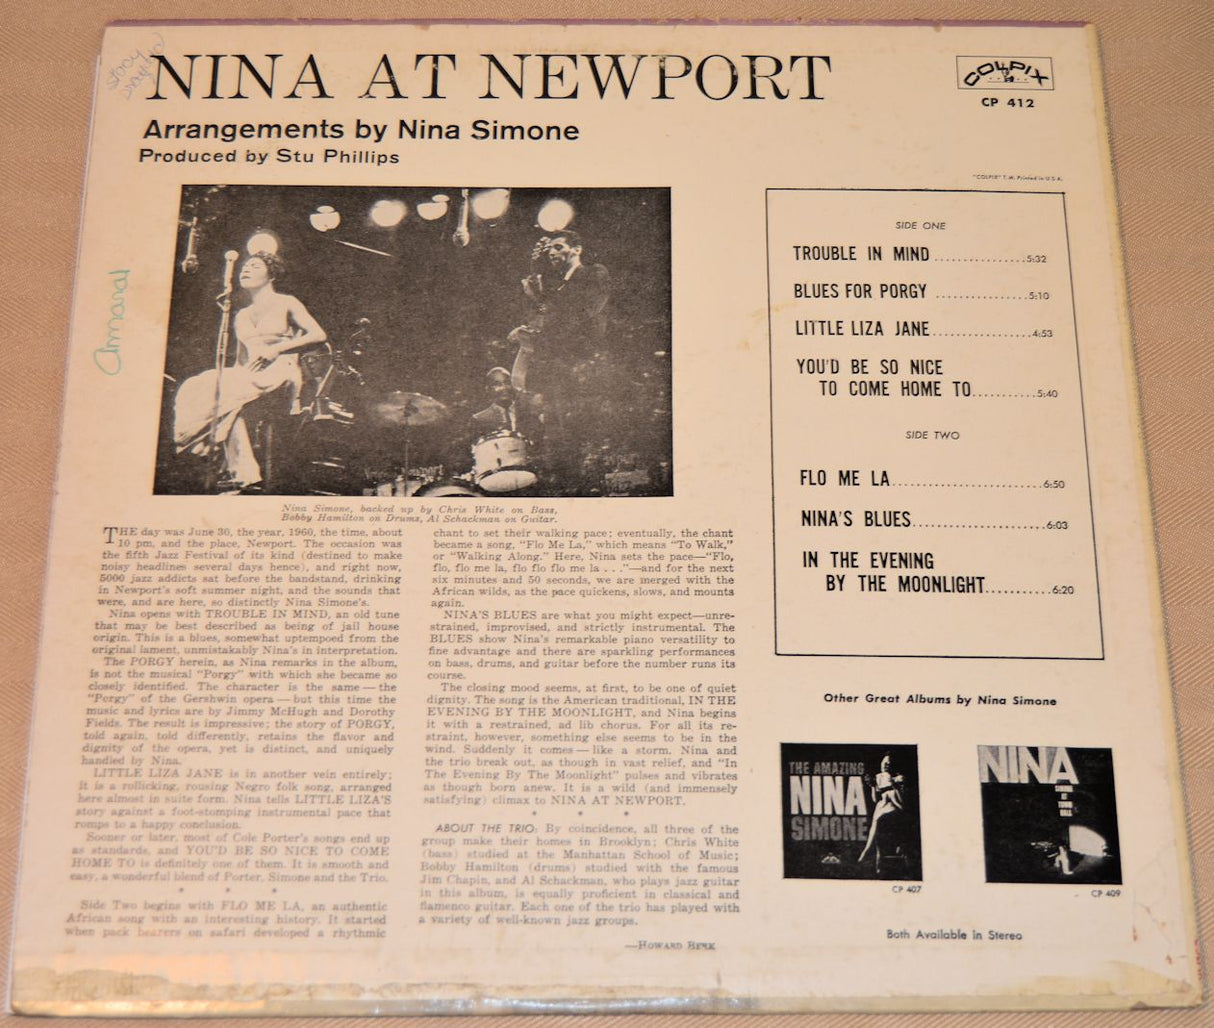 NINA AT NEWPORT
Arrangements by Nina Simone
Produced by Stu Phillips
COLPIX
CP 412
"COLPIX" T.M. Printed in U.S.A.
Amaral
Nina Simone, backed up by Chris White on Bass,
Bobby Hamilton on Drums, Al Schackman on Guitar.
THE day was June 30, the year, 1960, the time, about
10 pm, and the place, Newport. The occasion was
the fifth Jazz Festival of its kind (destined to make
noisy headlines several days hence), and right now,
5000 jazz addicts sat before the bandstand, drinking
in Newport's soft summer night, and the sounds that
were, and are here, so distinctly Nina Simone's.
Nina opens with TROUBLE IN MIND, an old tune
that may be best described as being of jail house
origin. This is a blues, somewhat uptempoed from the
original lament, unmistakably Nina's in interpretation.
The PORGY herein, as Nina remarks in the album,
is not the musical "Porgy" with which she became so
closely identified. The character is the same — the
"Porgy" of the Gershwin opera — but this time the
music and lyrics are by Jimmy McHugh and Dorothy
Fields. The result is impressive; the story of PORGY,
told again, told differently, retains the flavor and
dignity of the opera, yet is distinct, and uniquely
handled by Nina.
LITTLE LIZA JANE is in another vein entirely;
it is a rollicking, rousing Negro folk song, arranged
here almost in suite form. Nina tells LITTLE LIZA'S
story against a foot-stomping instrumental pace that
romps to a happy conclusion.
Sooner or later, most of Cole Porter's songs end up
as standards, and YOU'D BE SO NICE TO COME
HOME TO is definitely one of them. It is smooth and
easy, a wonderful blend of Porter, Simone and the Trio.
* * *
Side Two begins with FLO ME LA, an authentic
African song with an interesting history. It started
when pack bearers on safari developed a rhythmic
chant to set their walking pace; eventually, the chant
became a song, "Flo Me La," which means "To Walk,"
or "Walking Along." Here, Nina sets the pace—"Flo,
flo, flo me la, flo flo flo me la . . ."—and for the next
six minutes and 50 seconds, we are merged with the
African wilds, as the pace quickens, slows, and mounts
again.
NINA'S BLUES are what you might expect—unre-
strained, improvised, and strictly instrumental. The
BLUES show Nina's remarkable piano versatility to
fine advantage and there are sparkling performances
on bass, drums, and guitar before the number runs its
course.
The closing mood seems, at first, to be one of quiet
dignity. The song is the American traditional, IN THE
EVENING BY THE MOONLIGHT, and Nina begins
it with a restrained, ad lib chorus. For all its re-
straint, however, something else seems to be in the
wind. Suddenly it comes — like a storm. Nina and
the trio break out, as though in vast relief, and "In
The Evening By The Moonlight" pulses and vibrates
as though born anew. It is a wild (and immensely
satisfying) climax to NINA AT NEWPORT.
* * *
ABOUT THE TRIO: By coincidence, all three of the
group make their homes in Brooklyn; Chris White
(bass) studied at the Manhattan School of Music;
Bobby Hamilton (drums) studied with the famous
Jim Chapin, and Al Schackman, who plays jazz guitar
in this album, is equally proficient in classical and
flamenco guitar. Each one of the trio has played with
a variety of well-known jazz groups.
—HOWARD BERK
SIDE ONE
TROUBLE IN MIND...............5:32
BLUES FOR PORGY ...............5:10
LITTLE LIZA JANE................4:53
YOU'D BE SO NICE
TO COME HOME TO..........5:40
SIDE TWO
FLO ME LA........................6:50
NINA'S BLUES.....................6:03
IN THE EVENING
BY THE MOONLIGHT...........6:20
Other Great Albums by Nina Simone
THE AMAZING
NINA
SIMONE
CP 407
NINA
SIMONE
AT
TOWN
HALL
CP 409
Both Available in Stereo